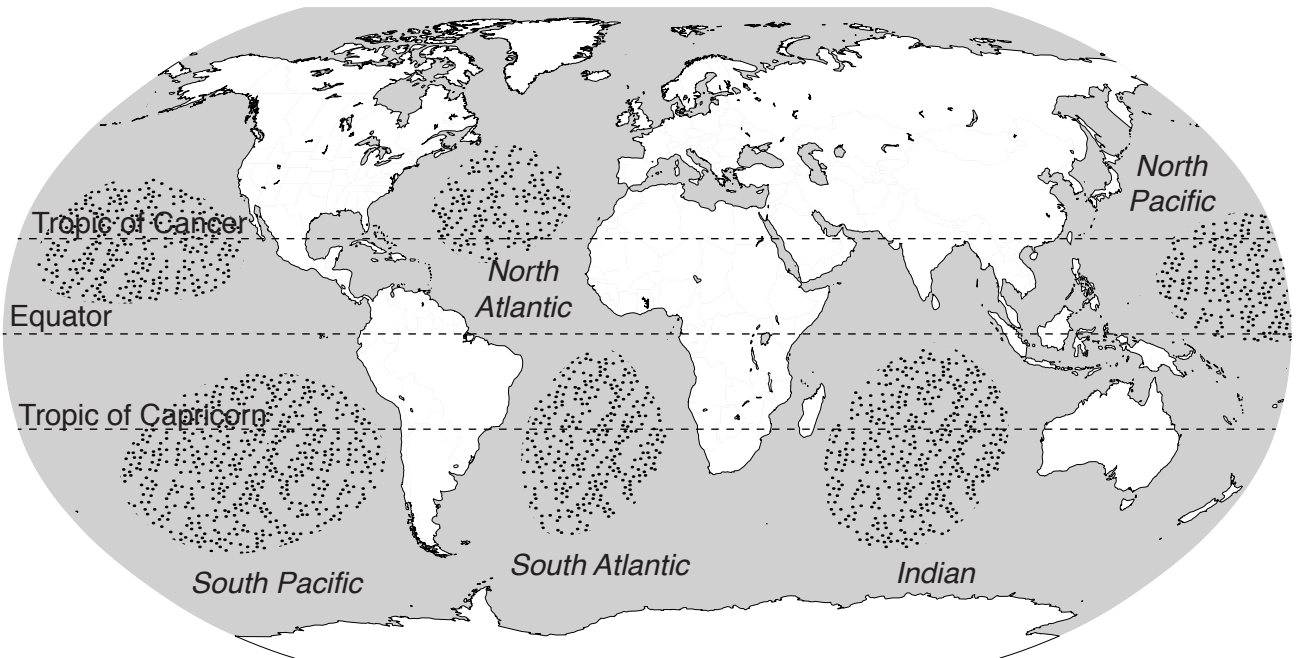 North
Pacific
Tropic of Cancer
North
Atlantic
Equator
Tropic of Capricorn
South Pacific
South Atlantic
Indian